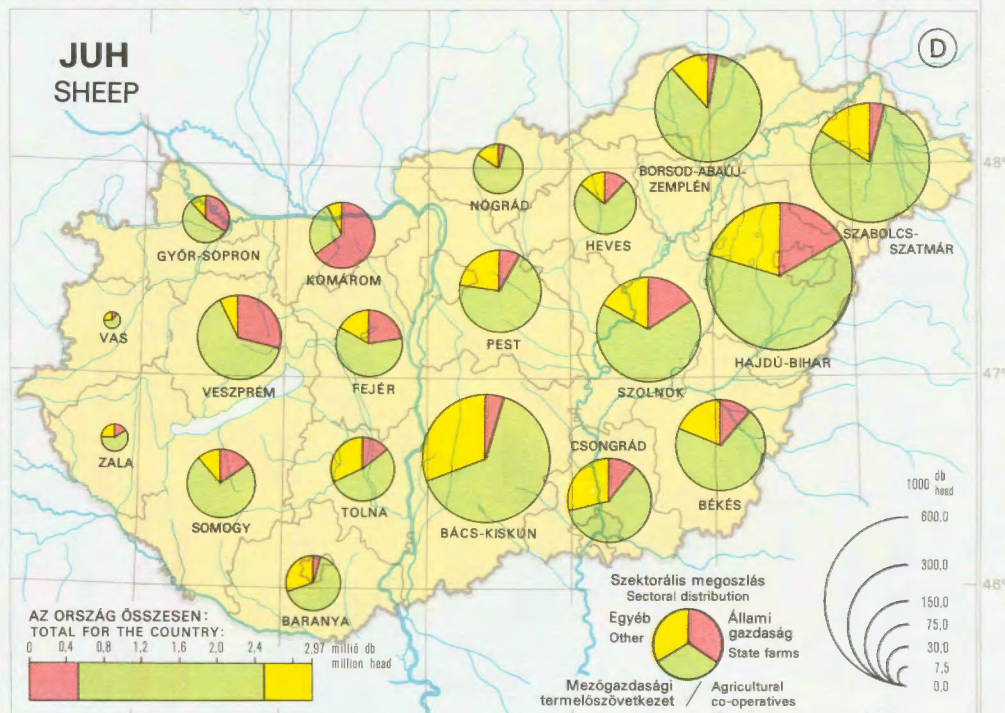 JUH
SHEEP
D
48°
BORSOD-ABAÚJ-
ZEMPLÉN
NÓGRÁD
SZABOLCS-
SZATMÁR
HEVES
GYŐR-SOPRON
KOMÁROM
VAS
PEST
HAJDÚ-BIHAR
47°
VESZPRÉM
FEJÉR
SZOLNOK
CSONGRÁD
ZALA
1000 db
head
TOLNA
BÉKÉS
SOMOGY
BÁCS-KISKUN
600,0
300,0
150,0
75,0
30,0
7,5
0,0
46°
BARANYA
Szektorális megoszlás
Sectoral distribution
Egyéb
Other
Állami
gazdaság
State farms
Mezőgazdasági
termelőszövetkezet
Agricultural
co-operatives
AZ ORSZÁG ÖSSZESEN:
TOTAL FOR THE COUNTRY:
0 0,4 0,8 1,2 1,6 2,0 2,4 2,97 millió db
million head